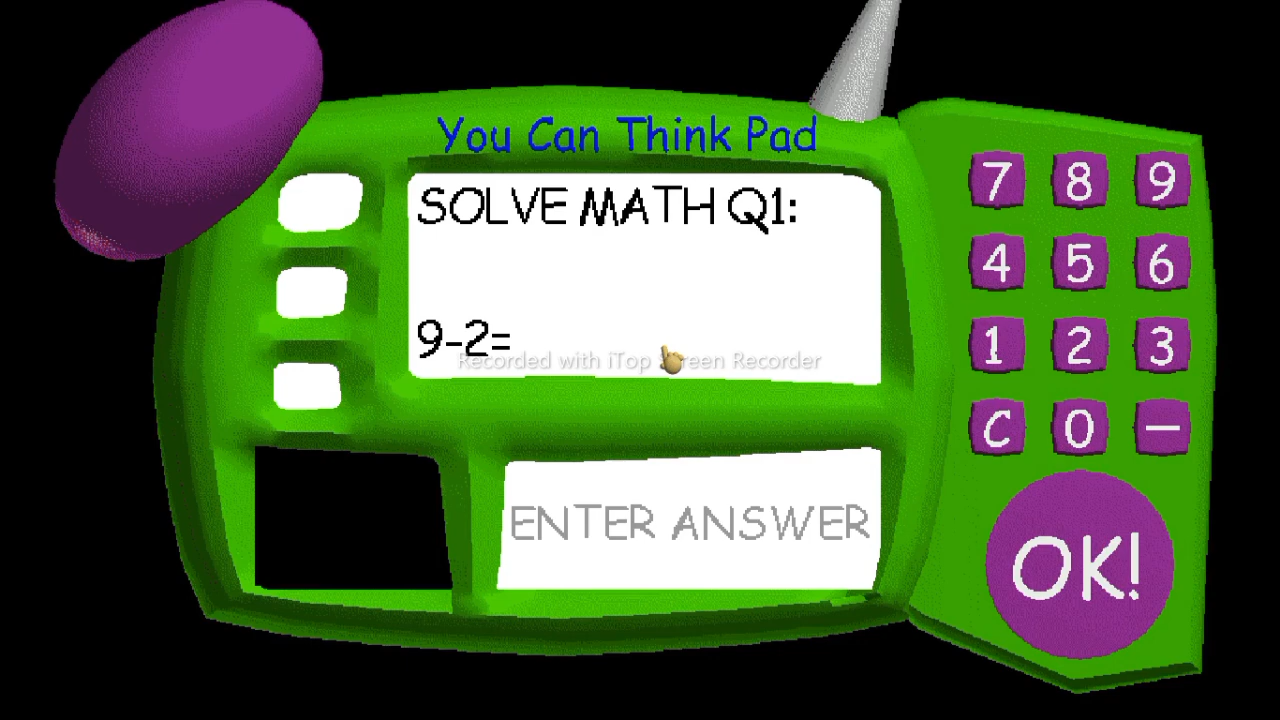 You Can Think Pad
SOLVE MATH Q1:
9-2=
Recorded with iTop Screen Recorder
ENTER ANSWER
7 8 9
4 5 6
1 2 3
C 0 —
OK!